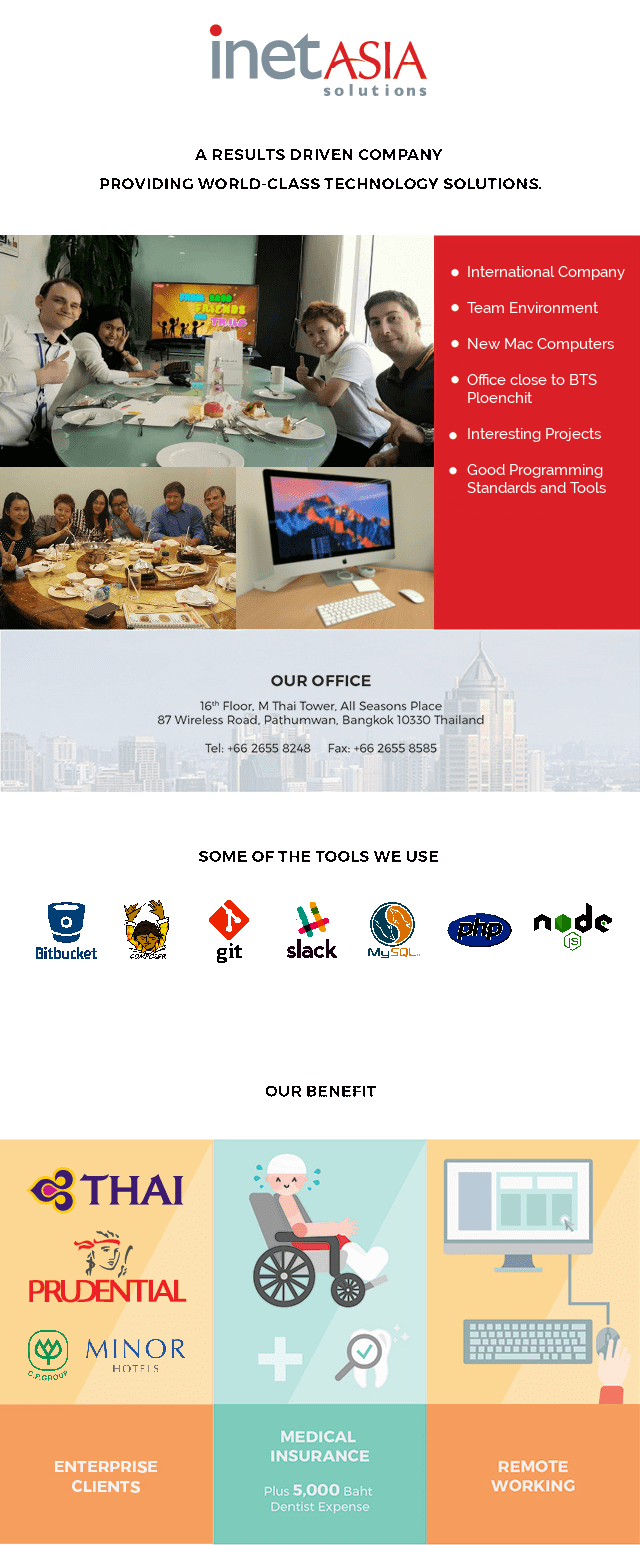 inetASIA
solutions
A RESULTS DRIVEN COMPANY
PROVIDING WORLD-CLASS TECHNOLOGY SOLUTIONS.
FRIENDS
International Company
Team Environment
New Mac Computers
Office close to BTS
Ploenchit
Interesting Projects
Good Programming
Standards and Tools
OUR OFFICE
16th Floor, M Thai Tower, All Seasons Place
87 Wireless Road, Pathumwan, Bangkok 10330 Thailand
Tel: +66 2655 8248 Fax: +66 2655 8585
SOME OF THE TOOLS WE USE
Bitbucket
COMPOSER
git
slack
MySQL
php
node
JS
OUR BENEFIT
THAI
PRUDENTIAL
C.P.GROUP
MINOR
HOTELS
ENTERPRISE
CLIENTS
MEDICAL
INSURANCE
Plus 5,000 Baht
Dentist Expense
REMOTE
WORKING